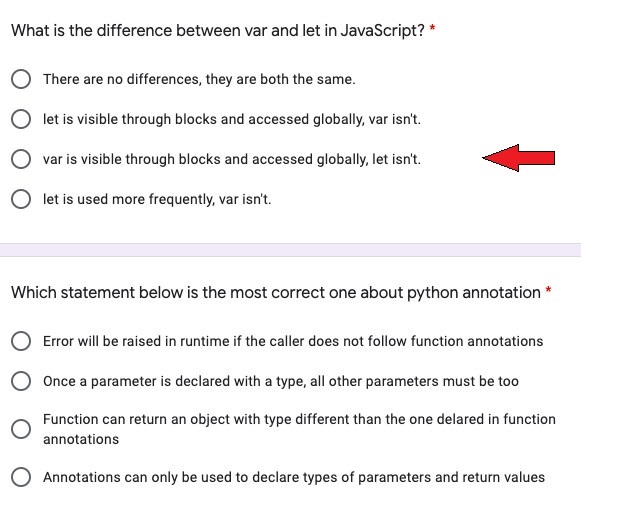 What is the difference between var and let in JavaScript? *
There are no differences, they are both the same.
let is visible through blocks and accessed globally, var isn't.
var is visible through blocks and accessed globally, let isn't.
let is used more frequently, var isn't.
Which statement below is the most correct one about python annotation *
Error will be raised in runtime if the caller does not follow function annotations
Once a parameter is declared with a type, all other parameters must be too
Function can return an object with type different than the one delared in function
annotations
Annotations can only be used to declare types of parameters and return values